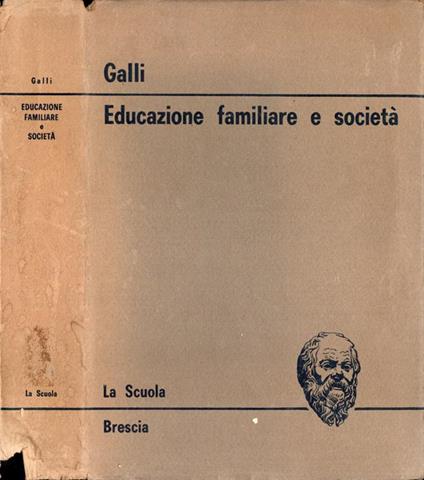 Galli
EDUCAZIONE
FAMILIARE
e
SOCIETÀ
La Scuola
Galli
Educazione familiare e società
La Scuola
Brescia